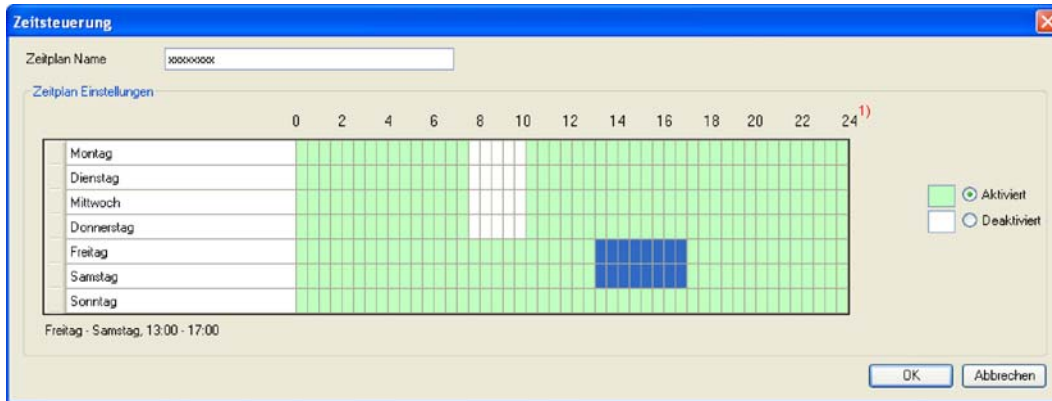 Zeitsteuerung
Zeitplan Name xxxxxxxxx
Zeitplan Einstellungen
0 2 4 6 8 10 12 14 16 18 20 22 24 1)
Montag
Dienstag
Mittwoch
Donnerstag
Freitag
Samstag
Sonntag
Aktiviert
Deaktiviert
Freitag - Samstag, 13:00 - 17:00
OK Abbrechen